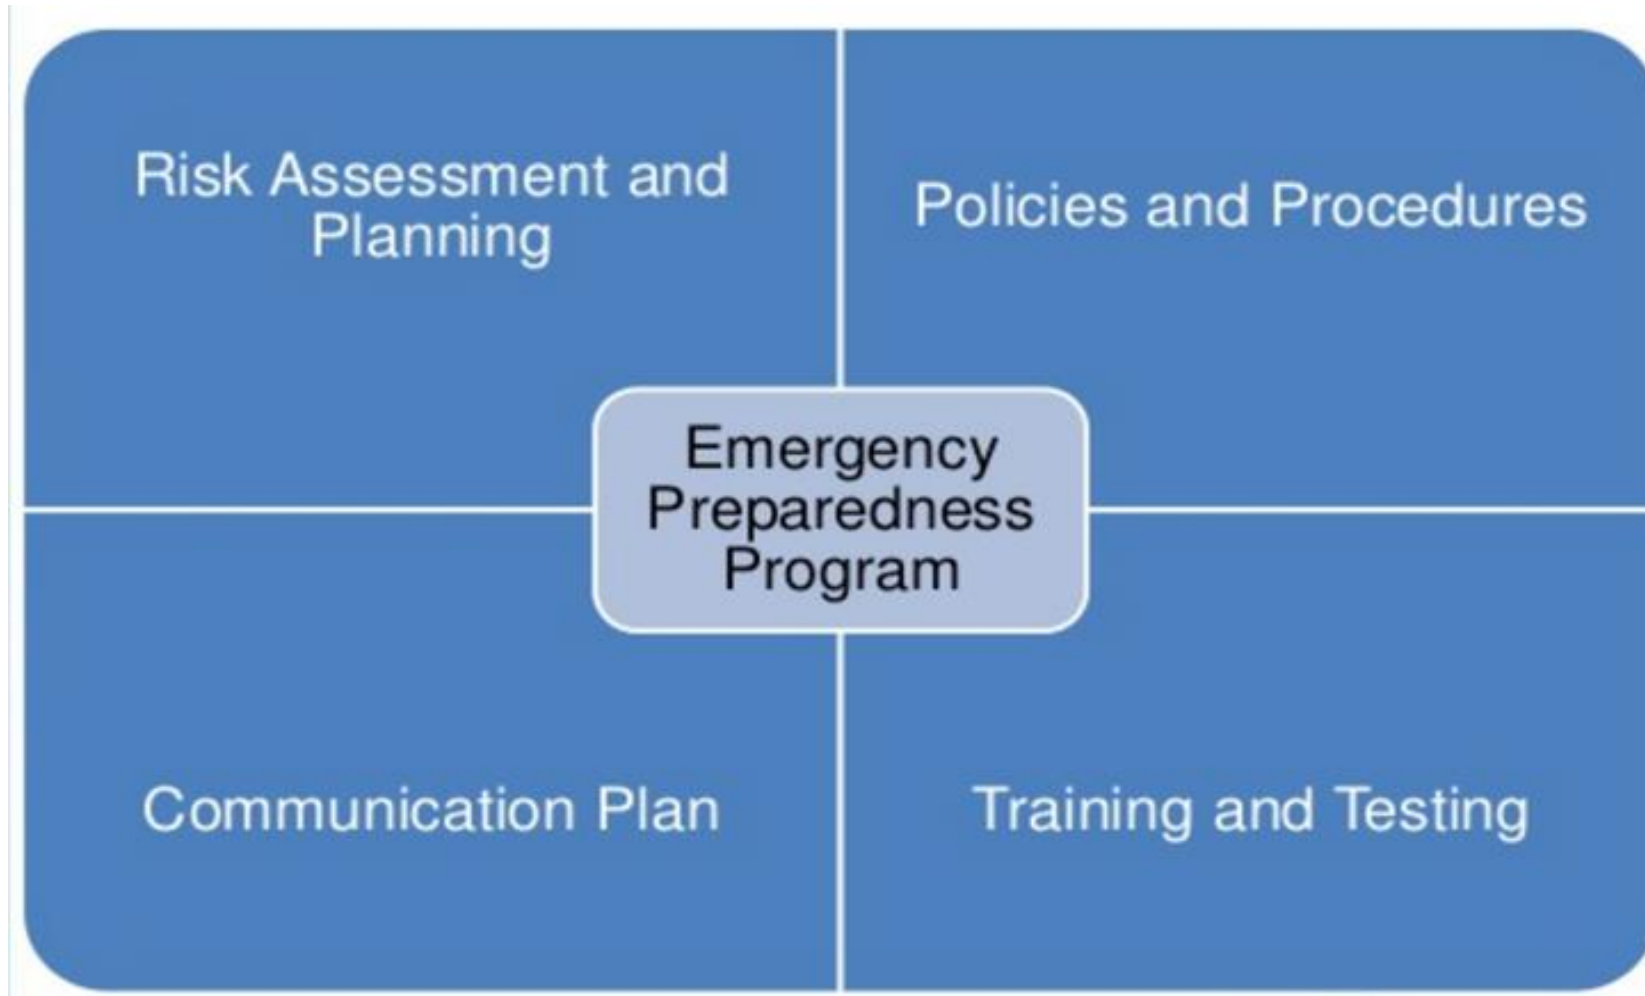 Risk Assessment and
Planning
Policies and Procedures
Emergency
Preparedness
Program
Communication Plan
Training and Testing